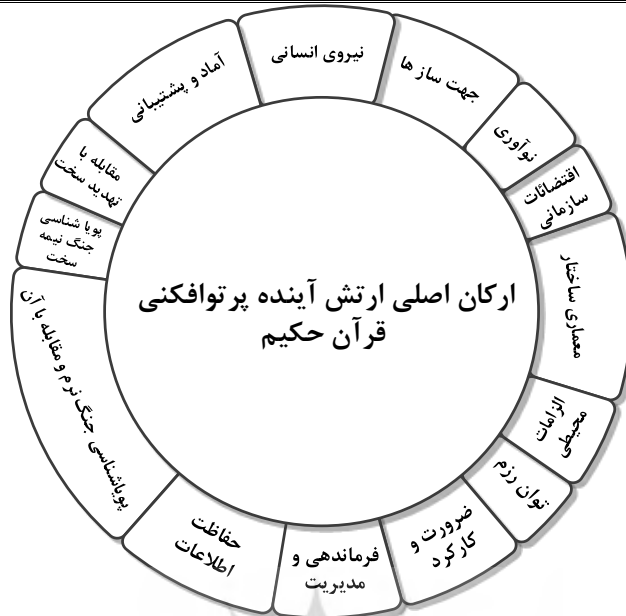 ارکان اصلی ارتش آینده پرتوافکنی
قرآن حکیم
نیروی انسانی
جهت ساز ها
نوآوری
اقتضائات
سازمانی
معماری ساختار
الزامات
محیطی
توان رزم
ضرورت و
کارکرد
فرماندهی و
مدیریت
حفاظت
اطلاعات
پویاشناسی جنگ نرم و مقابله با آن
پویا شناسی
جنگ نیمه
سخت
مقابله با
تهدید سخت
آماد و پشتیبانی